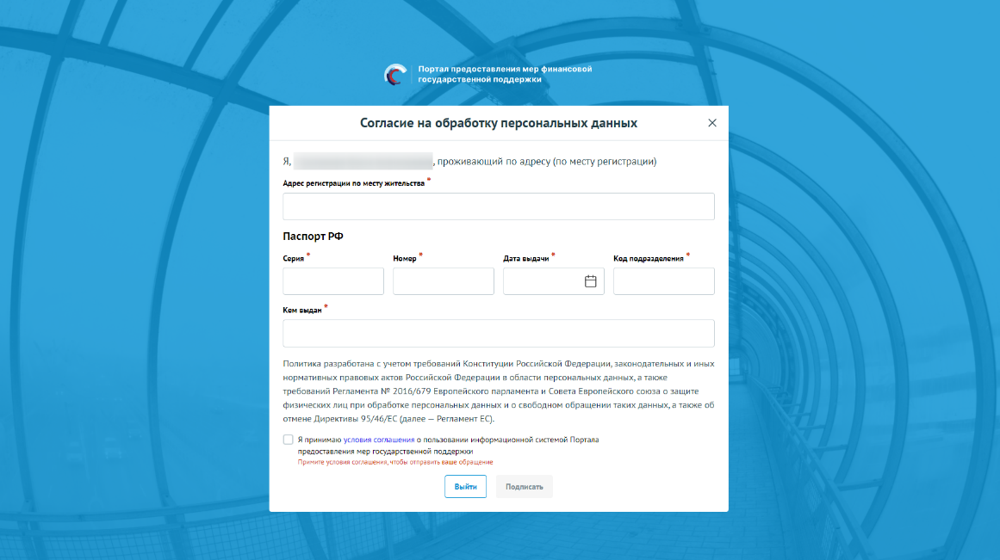 Портал предоставления мер финансовой
государственной поддержки
Согласие на обработку персональных данных
Я, , проживающий по адресу (по месту регистрации)
Адрес регистрации по месту жительства *
Паспорт РФ
Серия * Номер * Дата выдачи * Код подразделения *
Кем выдан *
Политика разработана с учетом требований Конституции Российской Федерации, законодательных и иных
нормативных правовых актов Российской Федерации в области персональных данных, а также
требований Регламента № 2016/679 Европейского парламента и Совета Европейского союза о защите
физических лиц при обработке персональных данных и о свободном обращении таких данных, а также об
отмене Директивы 95/46/ЕС (далее — Регламент ЕС).
Я принимаю условия соглашения о пользовании информационной системой Портала
предоставления мер государственной поддержки
Примите условия соглашения, чтобы отправить ваше обращение
Выйти Подписать